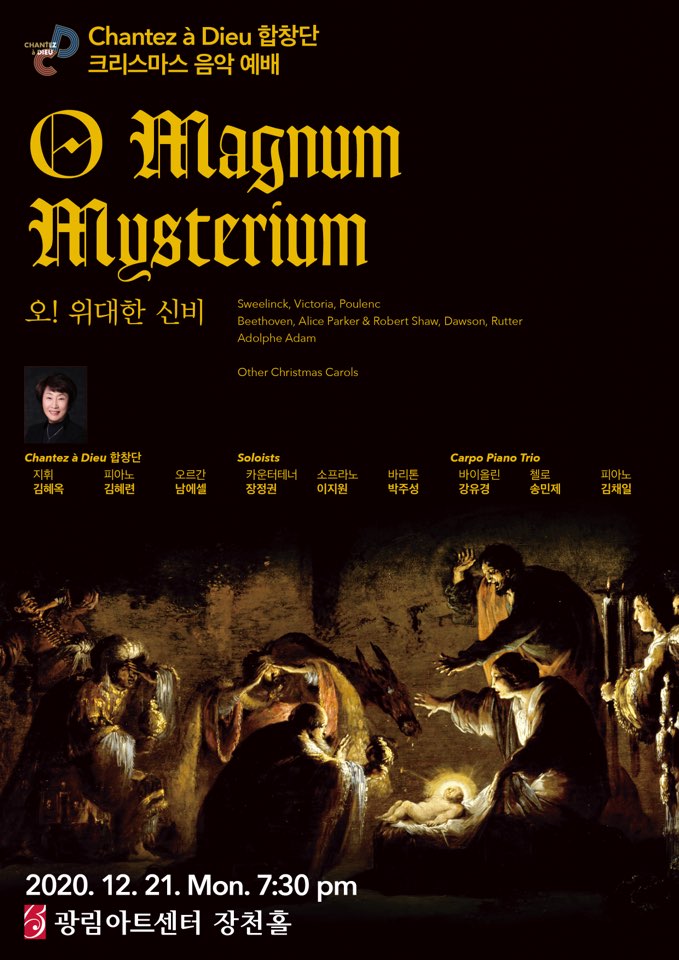 CHANTEZ
à DIEU
Chantez à Dieu 합창단
크리스마스 음악 예배
O Magnum
Mysterium
오! 위대한 신비
Sweelinck, Victoria, Poulenc
Beethoven, Alice Parker & Robert Shaw, Dawson, Rutter
Adolphe Adam
Other Christmas Carols
Chantez à Dieu 합창단
지휘 피아노 오르간
김혜옥 김혜련 남에셀
Soloists
카운터테너 소프라노 바리톤
장정권 이지원 박주성
Carpo Piano Trio
바이올린 첼로 피아노
강유경 송민제 김채일
2020. 12. 21. Mon. 7:30 pm
광림아트센터 장천홀